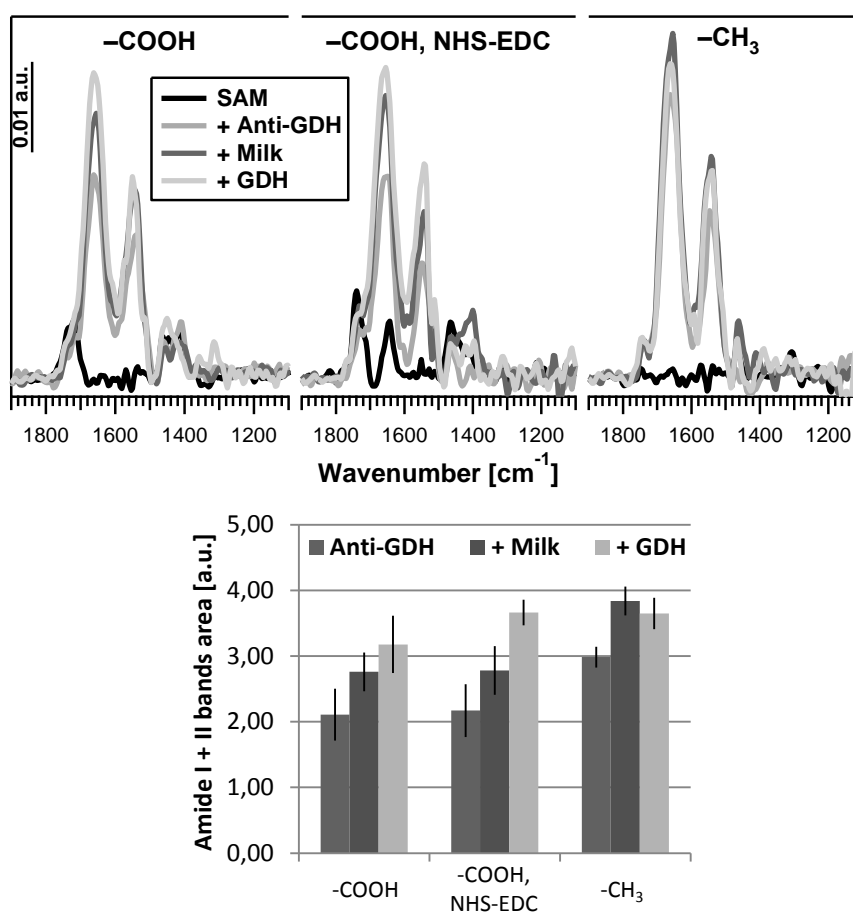 –COOH
–COOH, NHS-EDC
–CH₃
0.01 a.u.
SAM
+ Anti-GDH
+ Milk
+ GDH
1800 1600 1400 1200
1800 1600 1400 1200
1800 1600 1400 1200
Wavenumber [cm⁻¹]
Amide I + II bands area [a.u.]
5,00
4,00
3,00
2,00
1,00
0,00
Anti-GDH + Milk + GDH
-COOH
-COOH,
NHS-EDC
-CH₃